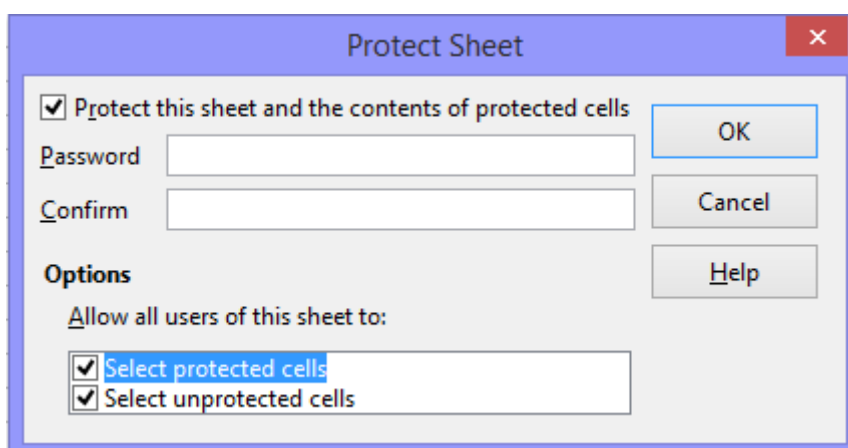 Protect Sheet
Protect this sheet and the contents of protected cells
OK
Password
Confirm
Cancel
Options
Help
Allow all users of this sheet to:
Select protected cells
Select unprotected cells